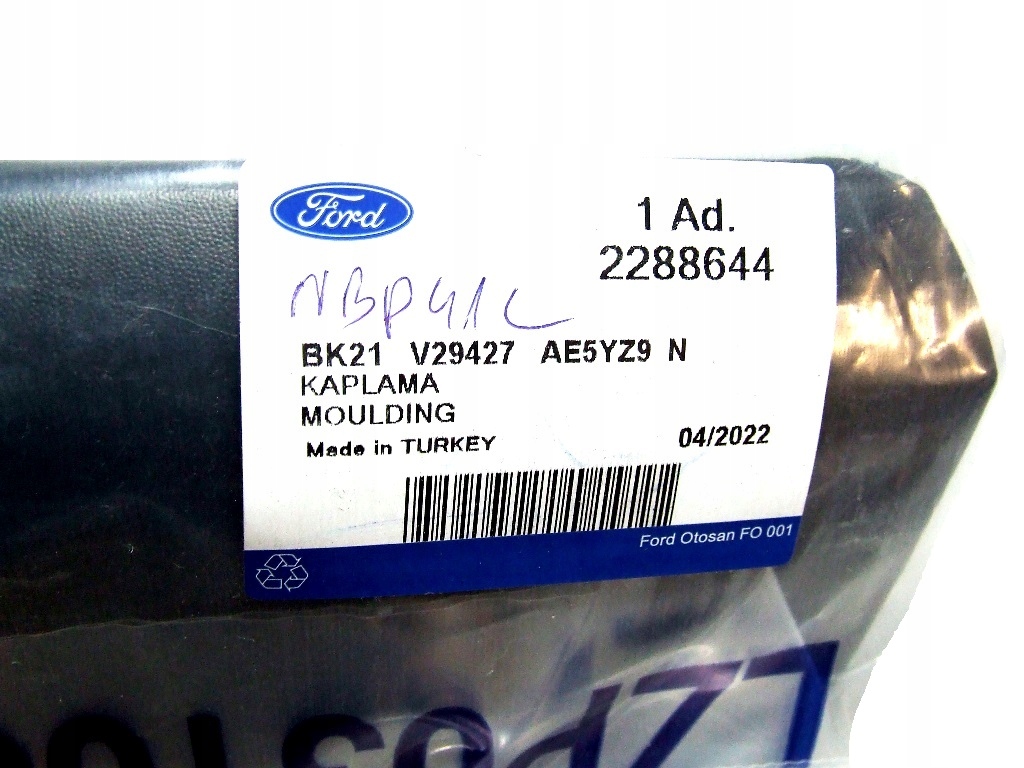 Ford
1 Ad.
2288644
NBP41C
BK21 V29427 AE5YZ9 N
KAPLAMA
MOULDING
Made in TURKEY
04/2022
Ford Otosan FO 001